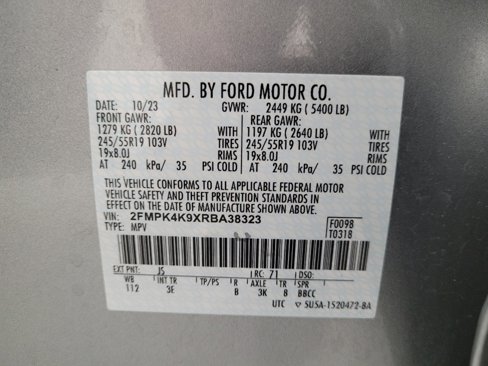 MFD. BY FORD MOTOR CO.
DATE: 10/23 GVWR: 2449 KG ( 5400 LB)
FRONT GAWR: REAR GAWR:
1279 KG ( 2820 LB) WITH 1197 KG ( 2640 LB) WITH
245/55R19 103V TIRES 245/55R19 103V TIRES
19x8.0J RIMS 19x8.0J RIMS
AT 240 kPa/ 35 PSI COLD AT 240 kPa/ 35 PSI COLD
THIS VEHICLE CONFORMS TO ALL APPLICABLE FEDERAL MOTOR
VEHICLE SAFETY AND THEFT PREVENTION STANDARDS IN
EFFECT ON THE DATE OF MANUFACTURE SHOWN ABOVE.
VIN: 2FMPK4K9XRBA38323 F0098
TYPE: MPV T0318
EXT PNT: JS RC: 71 DSO:
WB INT TR TP/PS R AXLE TR SPR
112 3E B 3K 8 BBCC
UTC ▽ 5U5A-1520472-BA